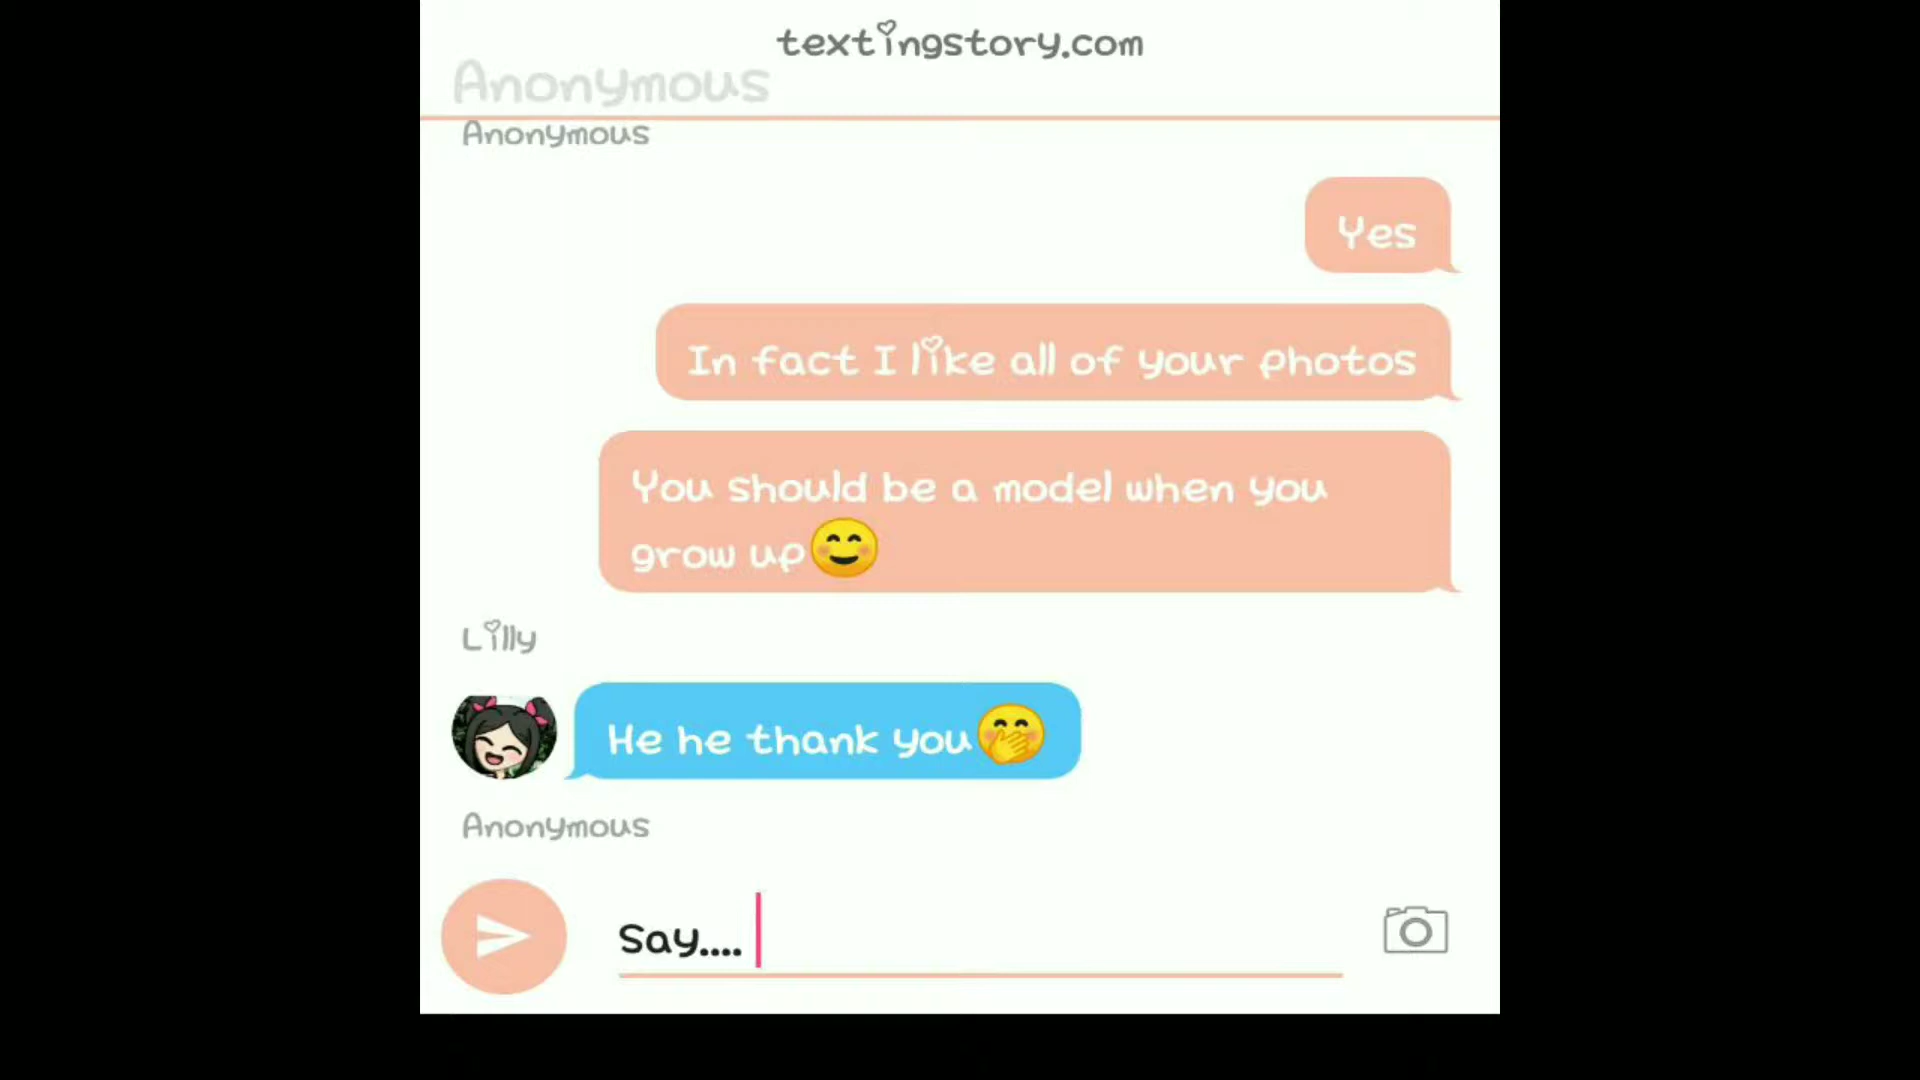 textingstory.com
Anonymous
Anonymous
Yes
In fact I like all of your photos
You should be a model when you
grow up😊
Lilly
He he thank you🤭
Anonymous
Say....